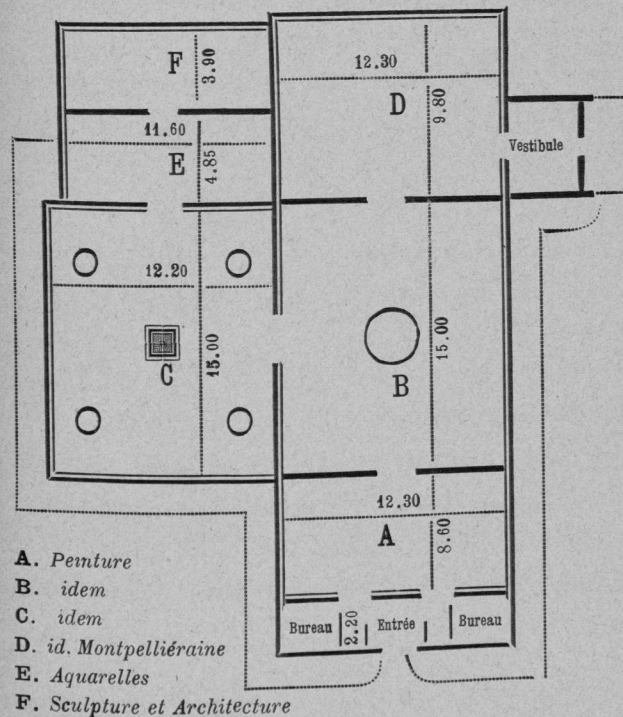 F
3.90
12.30
D
9.80
11.60
E
4.85
Vestibule
12.20
C
15.00
B
15.00
12.30
A
8.60
Bureau
2.20
Entrée
Bureau
A. Peinture
B. idem
C. idem
D. id. Montpelliéraine
E. Aquarelles
F. Sculpture et Architecture